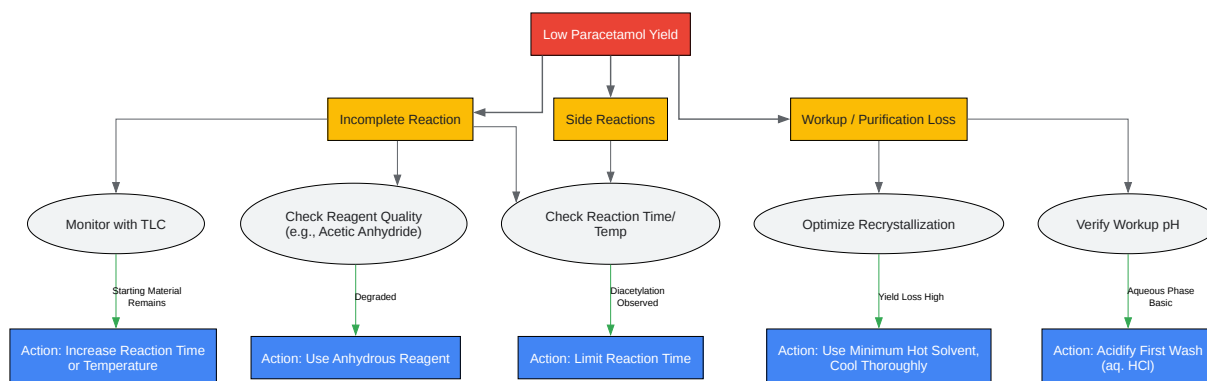 Low Paracetamol Yield
Incomplete Reaction
Side Reactions
Workup / Purification Loss
Monitor with TLC
Check Reagent Quality
(e.g., Acetic Anhydride)
Check Reaction Time/
Temp
Optimize Recrystallization
Verify Workup pH
Starting Material
Remains
Degraded
Diacetylation
Observed
Yield Loss High
Aqueous Phase
Basic
Action: Increase Reaction Time
or Temperature
Action: Use Anhydrous Reagent
Action: Limit Reaction Time
Action: Use Minimum Hot Solvent,
Cool Thoroughly
Action: Acidify First Wash
(aq. HCl)